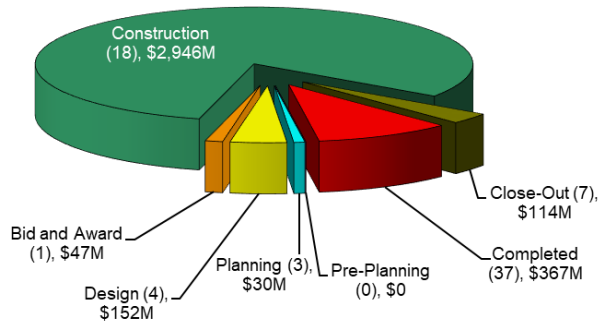 Construction
(18), $2,946M
Close-Out (7),
$114M
Bid and Award
(1), $47M
Completed
(37), $367M
Planning (3),
$30M
Pre-Planning
(0), $0
Design (4),
$152M